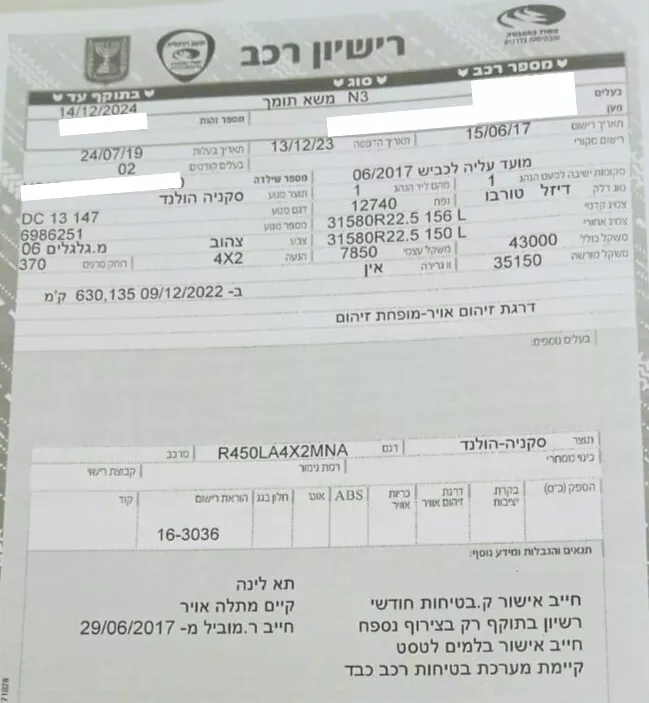 רישיון רכב
מספר רכב סוג בתוקף עד
N3 משא תומך 14/12/2024
בעלים
מען מספר זהות
תאריך רישום 15/06/17 תאריך הדפסה 13/12/23 תאריך בעלות 24/07/19
רישום מקורי בעלים קודמים 02
מועד עליה לכביש 06/2017
מקומות ישיבה למעט הנהג 1 מהם ליד הנהג 1 מספר שילדה
סוג דלק דיזל טורבו נפח 12740 תוצר מנוע סקניה הולנד
צמיג קדמי 31580R22.5 156 L דגם מנוע DC 13 147
צמיג אחורי 31580R22.5 150 L מספר מנוע 6986251
משקל כולל 43000 משקל עצמי 7850 צבע צהוב מ.גלגלים 06
משקל מורשה 35150 וו גרירה אין הנעה 4X2 רוחק סרנים 370
ב- 09/12/2022 630,135 ק'מ
דרגת זיהום אויר-מופחת זיהום
בעלים נוספים:
תוצר סקניה-הולנד דגם R450LA4X2MNA מרכב
כינוי מסחרי רמת גימור קבוצת רישוי
הספק (כ"ס) בקרת יציבות דרגת זיהום אויר כריות אויר ABS אוט' חלון בגג הוראת רישום קוד
16-3036
תנאים והגבלות ומידע נוסף:
חייב אישור ק.בטיחות חודשי תא לינה
רשיון בתוקף רק בצירוף נספח קיים מתלה אויר
חייב אישור בלמים לטסט חייב ר.מוביל מ- 29/06/2017
קיימת מערכת בטיחות רכב כבד